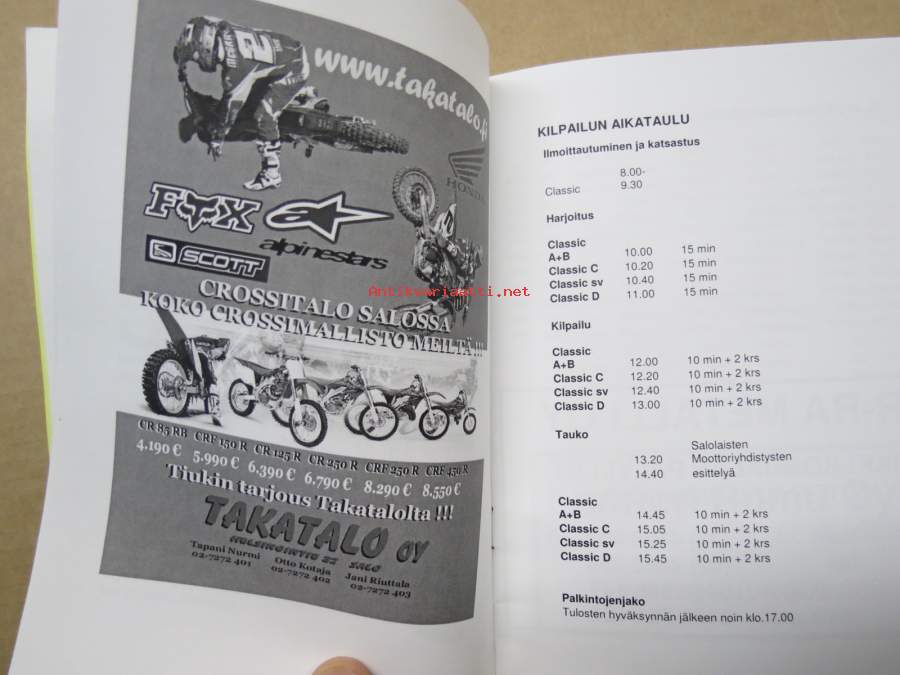 www.takatalo.fi
2
HONDA
FOX
alpinestars
SCOTT
CROSSITALO SALOSSA
KOKO CROSSIMALLISTO MEILTÄ !!!
CR 85 RB CRF 150 R CR 125 R CR 250 R CRF 250 R CRF 450 R
4.190 € 5.990 € 6.390 € 6.790 € 8.290 € 8.550 €
Tiukin tarjous Takatalolta !!!
TAKATALO OY
HELSINGINTIE 22 SALO
Tapani Nurmi Otto Kotaja Jani Riuttala
02-7272 401 02-7272 402 02-7272 403
Antikvariaatti.net
KILPAILUN AIKATAULU
Ilmoittautuminen ja katsastus
8.00-
Classic 9.30
Harjoitus
Classic
A+B 10.00 15 min
Classic C 10.20 15 min
Classic sv 10.40 15 min
Classic D 11.00 15 min
Kilpailu
Classic
A+B 12.00 10 min + 2 krs
Classic C 12.20 10 min + 2 krs
Classic sv 12.40 10 min + 2 krs
Classic D 13.00 10 min + 2 krs
Tauko
Salolaisten
13.20 Moottoriyhdistysten
14.40 esittelyä
Classic
A+B 14.45 10 min + 2 krs
Classic C 15.05 10 min + 2 krs
Classic sv 15.25 10 min + 2 krs
Classic D 15.45 10 min + 2 krs
Palkintojenjako
Tulosten hyväksynnän jälkeen noin klo.17.00